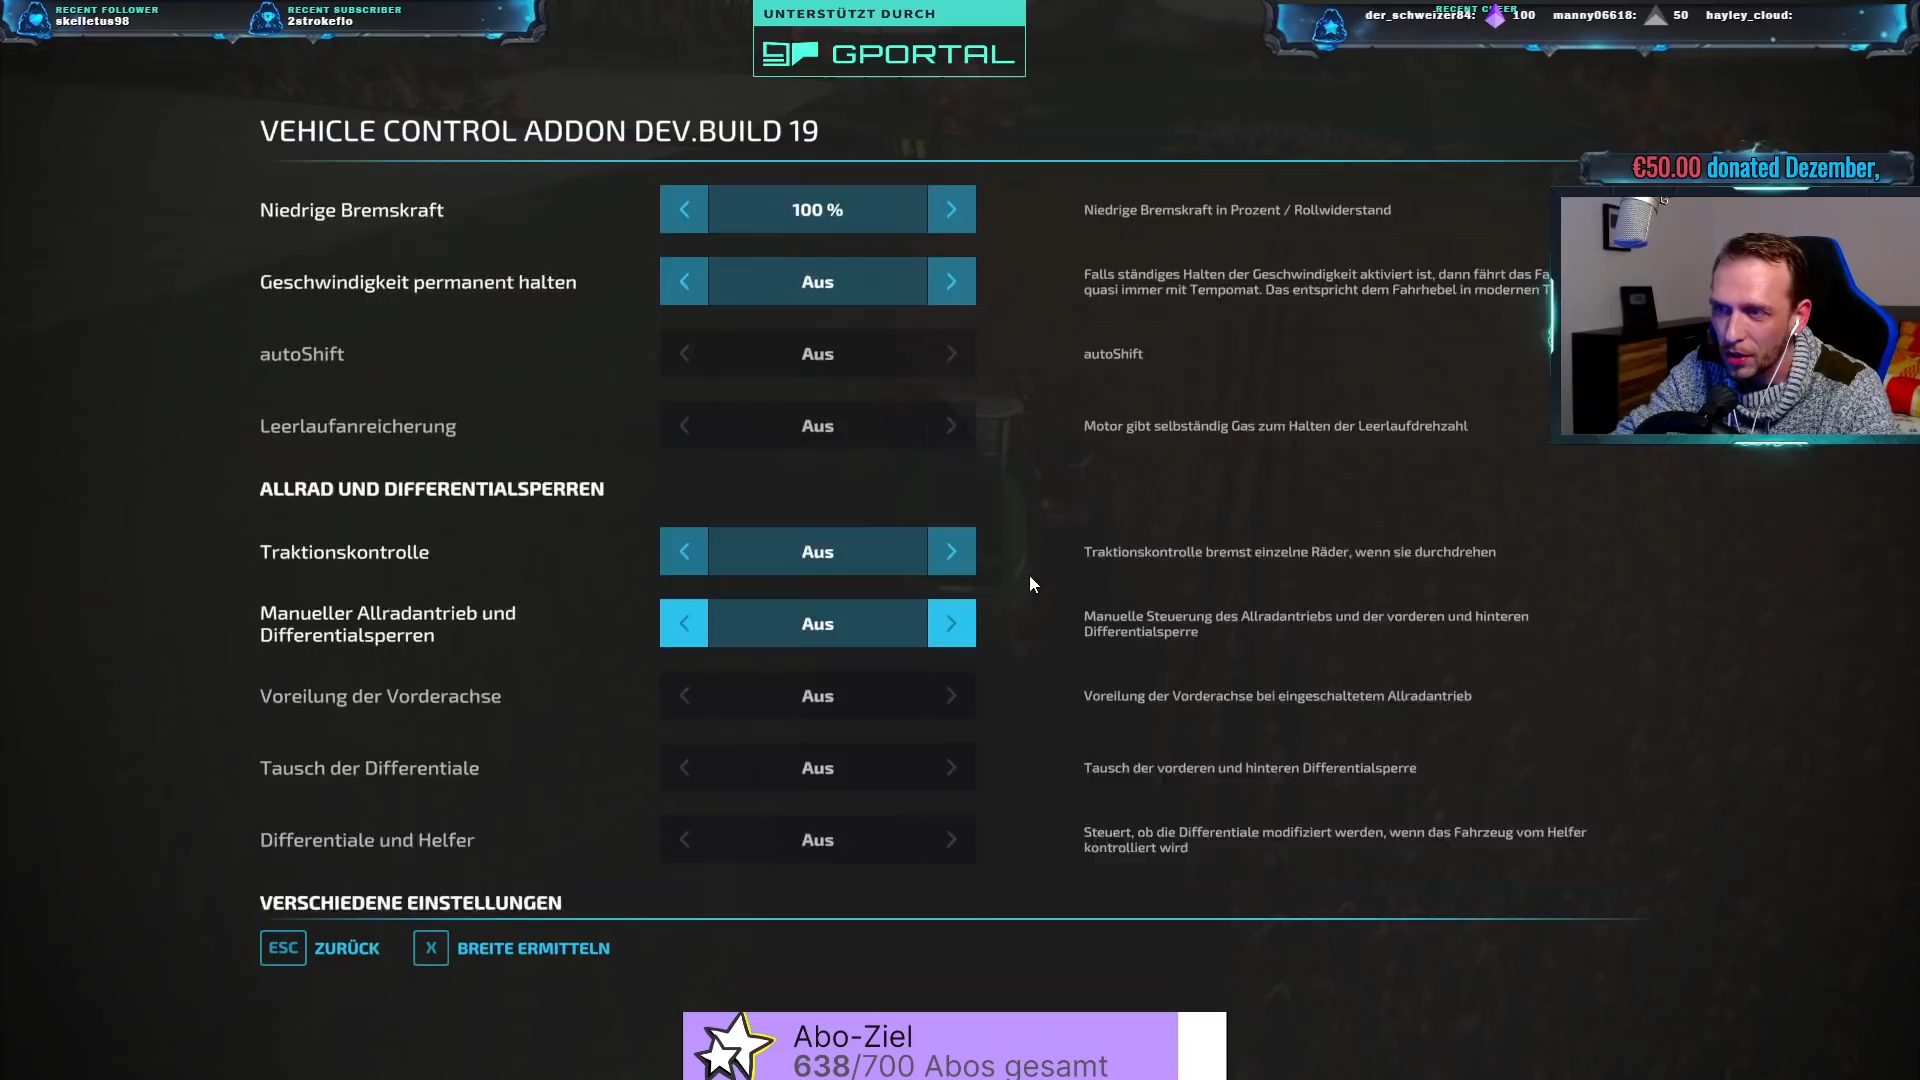 RECENT FOLLOWER
skelletus98
RECENT SUBSCRIBER
2strokeflo
UNTERSTÜTZT DURCH
GPORTAL
RECENT CHEER
der_schweizer84: 100 manny06618: 50 hayley_cloud:
VEHICLE CONTROL ADDON DEV.BUILD 19
€50.00 donated Dezember,
Niedrige Bremskraft
100 %
Niedrige Bremskraft in Prozent / Rollwiderstand
Geschwindigkeit permanent halten
Aus
Falls ständiges Halten der Geschwindigkeit aktiviert ist, dann fährt das Fa
quasi immer mit Tempomat. Das entspricht dem Fahrhebel in modernen T
autoShift
Aus
autoShift
Leerlaufanreicherung
Aus
Motor gibt selbständig Gas zum Halten der Leerlaufdrehzahl
ALLRAD UND DIFFERENTIALSPERREN
Traktionskontrolle
Aus
Traktionskontrolle bremst einzelne Räder, wenn sie durchdrehen
Manueller Allradantrieb und
Differentialsperren
Aus
Manuelle Steuerung des Allradantriebs und der vorderen und hinteren
Differentialsperre
Voreilung der Vorderachse
Aus
Voreilung der Vorderachse bei eingeschaltetem Allradantrieb
Tausch der Differentiale
Aus
Tausch der vorderen und hinteren Differentialsperre
Differentiale und Helfer
Aus
Steuert, ob die Differentiale modifiziert werden, wenn das Fahrzeug vom Helfer
kontrolliert wird
VERSCHIEDENE EINSTELLUNGEN
ESC ZURÜCK X BREITE ERMITTELN
Abo-Ziel
638/700 Abos gesamt